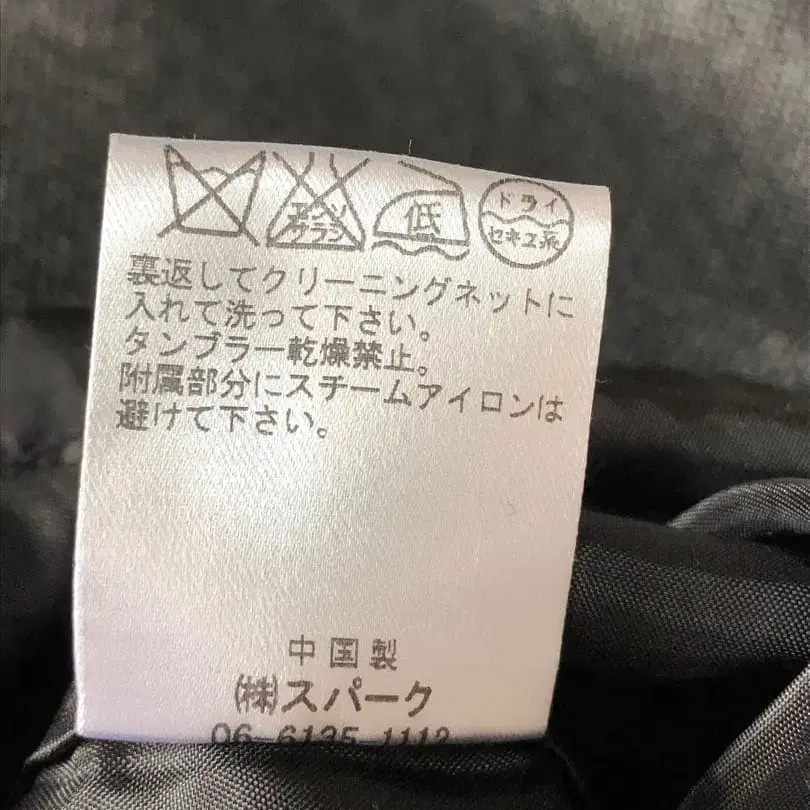 エンソ
サラシ
低
ドライ
セキユ系
裏返してクリーニングネットに
入れて洗って下さい。
タンブラー乾燥禁止。
附属部分にスチームアイロンは
避けて下さい。
中国製
㈱スパーク
06-6135-1112